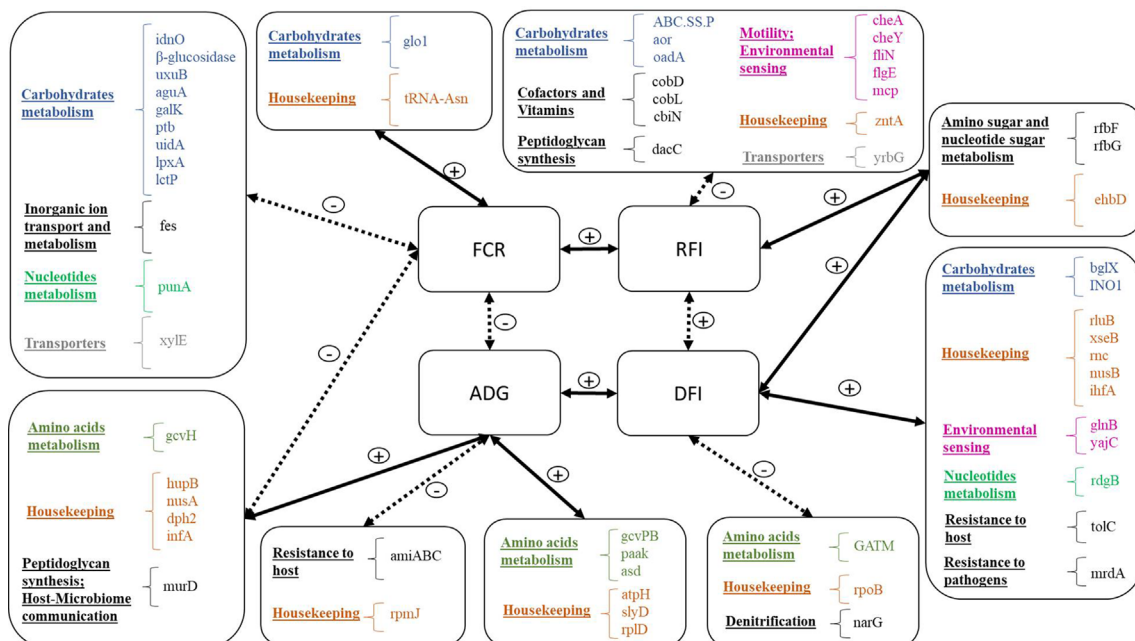 Carbohydrates
metabolism
idnO
β-glucosidase
uxuB
aguA
galK
ptb
uidA
lpxA
lctP
Inorganic ion
transport and
metabolism
fes
Nucleotides
metabolism
punA
Transporters
xylE
Carbohydrates
metabolism
glo1
Housekeeping
tRNA-Asn
Carbohydrates
metabolism
ABC.SS.P
aor
oadA
Cofactors and
Vitamins
cobD
cobL
cbiN
Peptidoglycan
synthesis
dacC
Motility;
Environmental
sensing
cheA
cheY
fliN
flgE
mcp
Housekeeping
zntA
Transporters
yrbG
Amino sugar and
nucleotide sugar
metabolism
rfbF
rfbG
Housekeeping
ehbD
+
-
-
+
FCR
+
RFI
+
-
-
+
ADG
+
DFI
+
+
-
+
-
Carbohydrates
metabolism
bglX
INO1
Housekeeping
rluB
xseB
rnc
nusB
ihfA
Environmental
sensing
glnB
yajC
Nucleotides
metabolism
rdgB
Resistance to
host
tolC
Resistance to
pathogens
mrdA
Amino acids
metabolism
gcvH
Housekeeping
hupB
nusA
dph2
infA
Peptidoglycan
synthesis;
Host-Microbiome
communication
murD
Resistance to
host
amiABC
Housekeeping
rpmJ
Amino acids
metabolism
gcvPB
paak
asd
Housekeeping
atpH
slyD
rplD
Amino acids
metabolism
GATM
Housekeeping
rpoB
Denitrification
narG